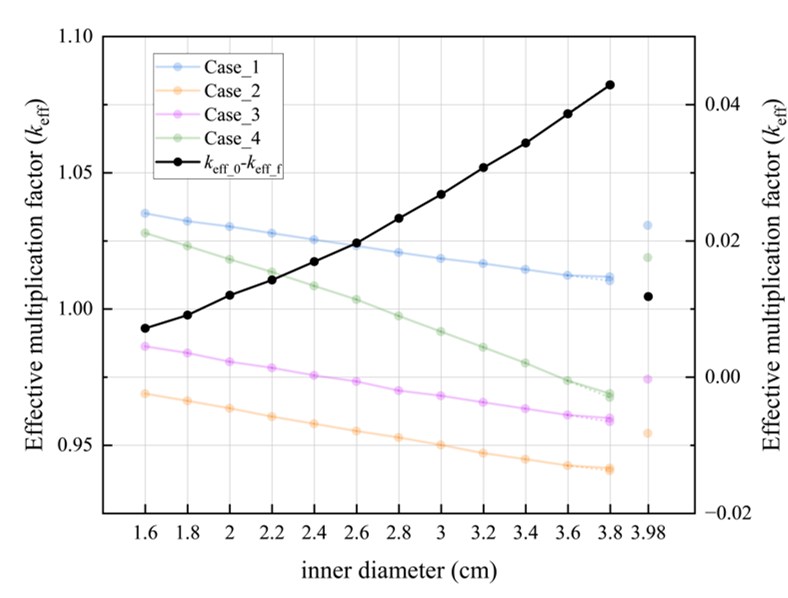 1.10
1.05
1.00
0.95
Effective multiplication factor (keff)
Case_1
Case_2
Case_3
Case_4
keff_0-keff_f
0.04
0.02
0.00
−0.02
Effective multiplication factor (keff)
1.6 1.8 2 2.2 2.4 2.6 2.8 3 3.2 3.4 3.6 3.8 3.98
inner diameter (cm)